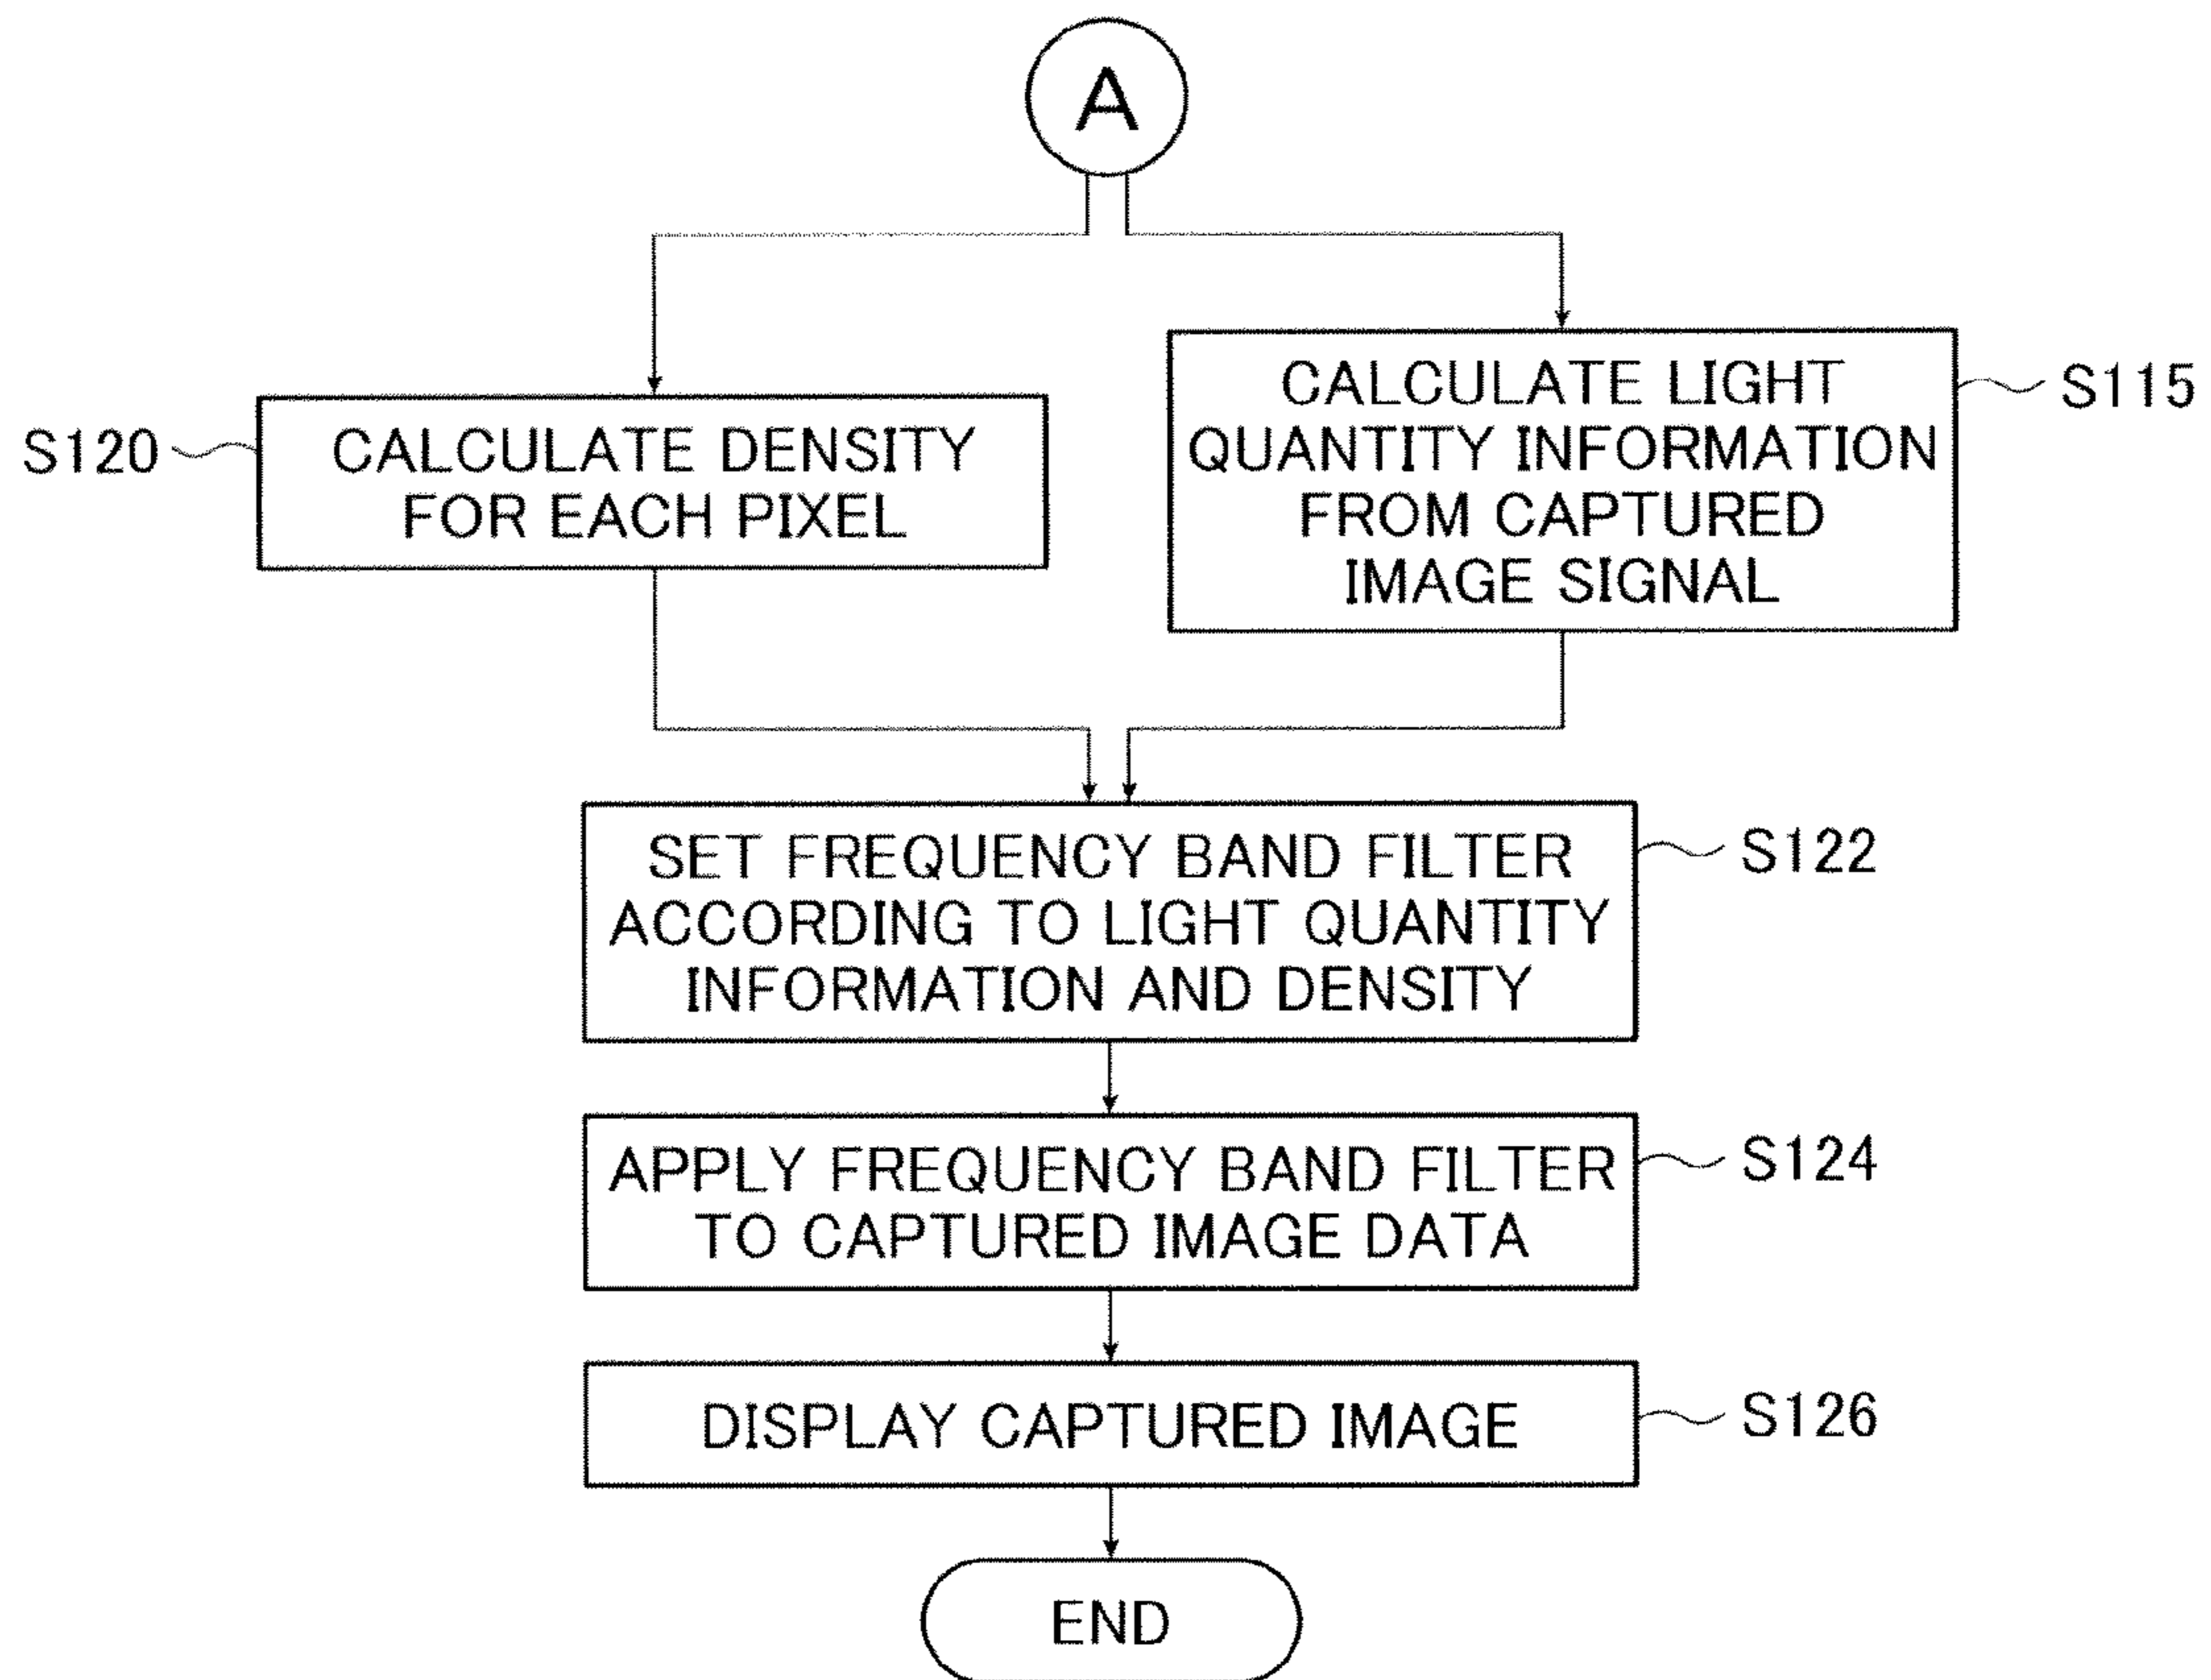 A
S120
CALCULATE DENSITY
FOR EACH PIXEL
CALCULATE LIGHT
QUANTITY INFORMATION
FROM CAPTURED
IMAGE SIGNAL
S115
SET FREQUENCY BAND FILTER
ACCORDING TO LIGHT QUANTITY
INFORMATION AND DENSITY
S122
APPLY FREQUENCY BAND FILTER
TO CAPTURED IMAGE DATA
S124
DISPLAY CAPTURED IMAGE
S126
END